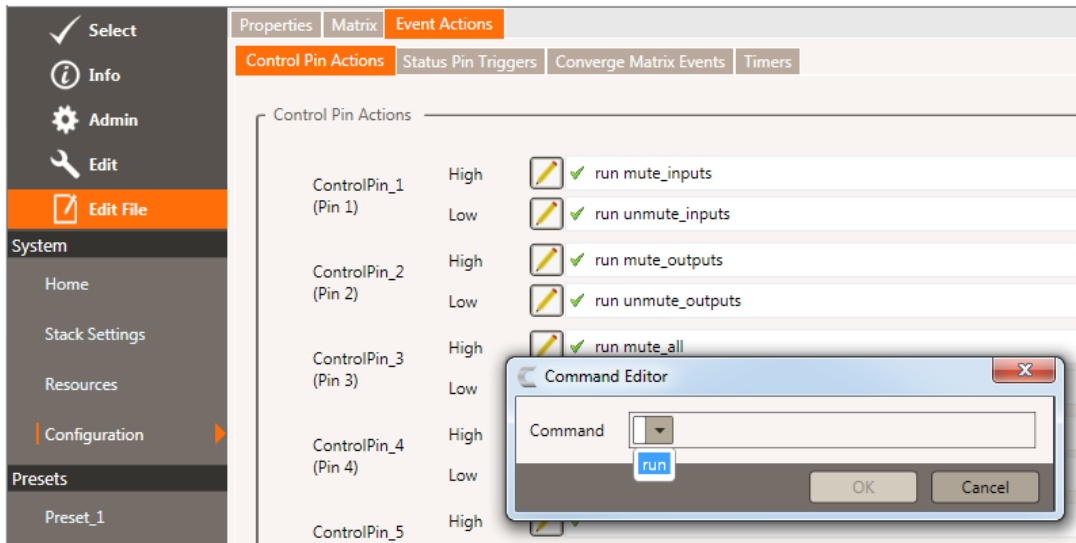 Select
Info
Admin
Edit
Edit File
System
Home
Stack Settings
Resources
Configuration
Presets
Preset_1
Properties Matrix Event Actions
Control Pin Actions Status Pin Triggers Converge Matrix Events Timers
Control Pin Actions
ControlPin_1
(Pin 1)
High run mute_inputs
Low run unmute_inputs
ControlPin_2
(Pin 2)
High run mute_outputs
Low run unmute_outputs
ControlPin_3
(Pin 3)
High run mute_all
Low
ControlPin_4
(Pin 4)
High
Low
ControlPin_5
High
Command Editor
Command
run
OK Cancel